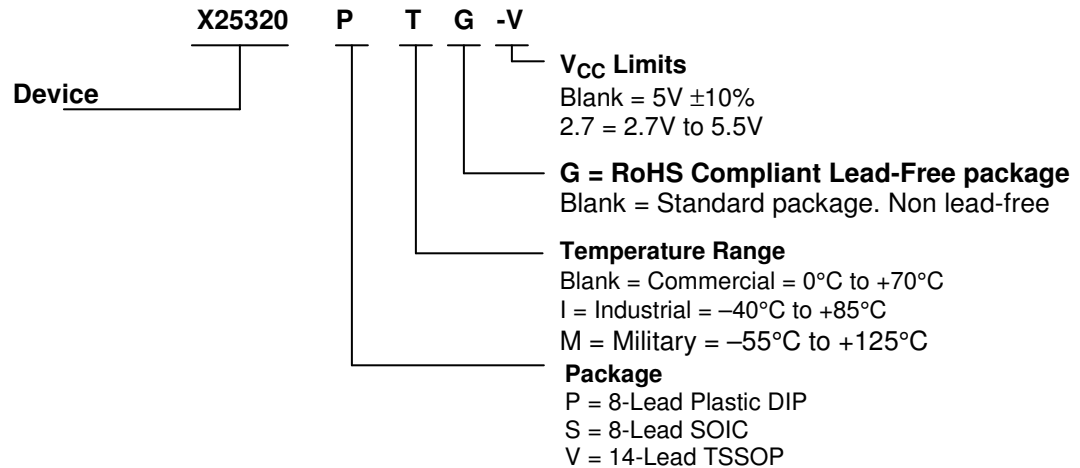 X25320 P T G -V
Device
VCC Limits
Blank = 5V ±10%
2.7 = 2.7V to 5.5V
G = RoHS Compliant Lead-Free package
Blank = Standard package. Non lead-free
Temperature Range
Blank = Commercial = 0°C to +70°C
I = Industrial = –40°C to +85°C
M = Military = –55°C to +125°C
Package
P = 8-Lead Plastic DIP
S = 8-Lead SOIC
V = 14-Lead TSSOP